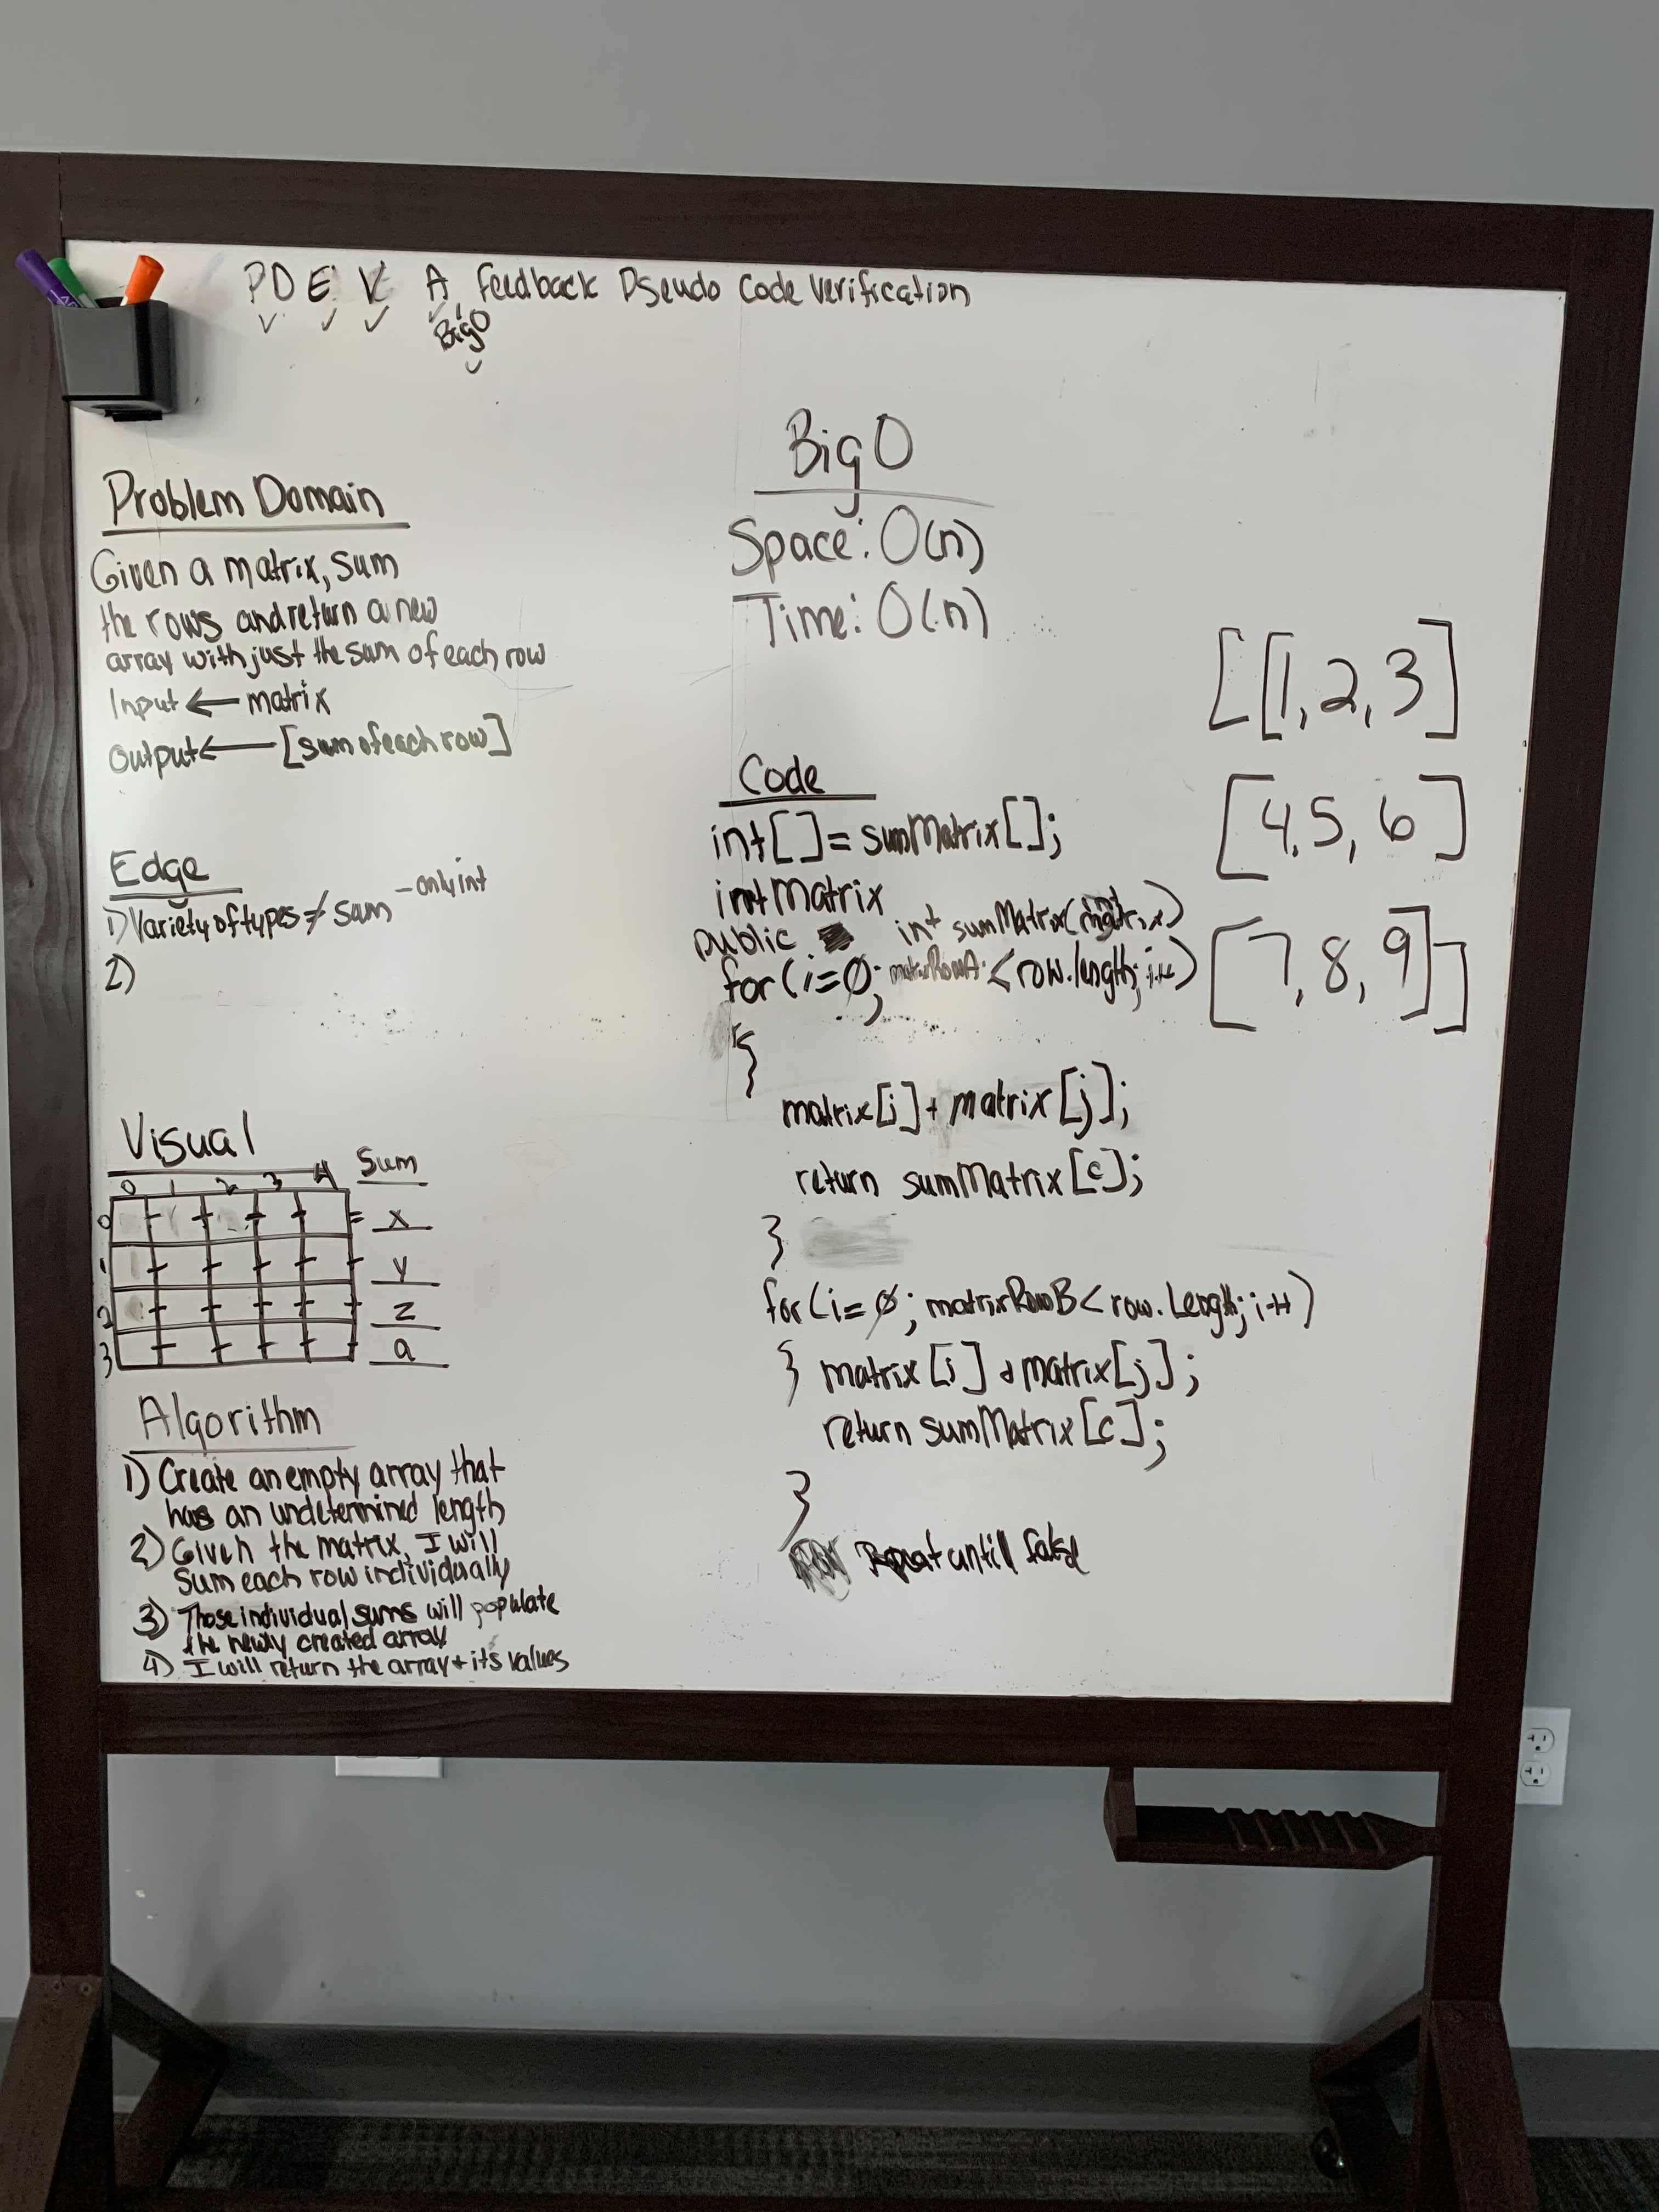 PD E V A Feedback Pseudo Code Verification
BigO
Problem Domain
Given a matrix, sum
the rows and return a new
array with just the sum of each row
Input ← matrix
Output ← [sum of each row]
Edge
1) Variety of types ≠ sum - only int
2)
Visual
Sum
0 1 2 3 4
0 + + + + = x
1 + + + + y
2 + + + + z
3 + + + + a
Algorithm
1) Create an empty array that
has an undetermined length
2) Given the matrix, I will
Sum each row individually
3) Those individual sums will populate
the newly created array
4) I will return the array + its values
Big O
Space: O(n)
Time: O(n)
Code
int[] = sumMatrix[];
int Matrix
public int sumMatrix(matrix)
for (i=0; matrixRowA < row.length; i++)
{
matrix[i] + matrix[j];
return sumMatrix[c];
}
for (i=0; matrixRowB < row.Length; i++)
{ matrix[i] + matrix[j];
return sumMatrix[c];
}
Repeat untill false
[[1, 2, 3]
[4, 5, 6]
[7, 8, 9]]